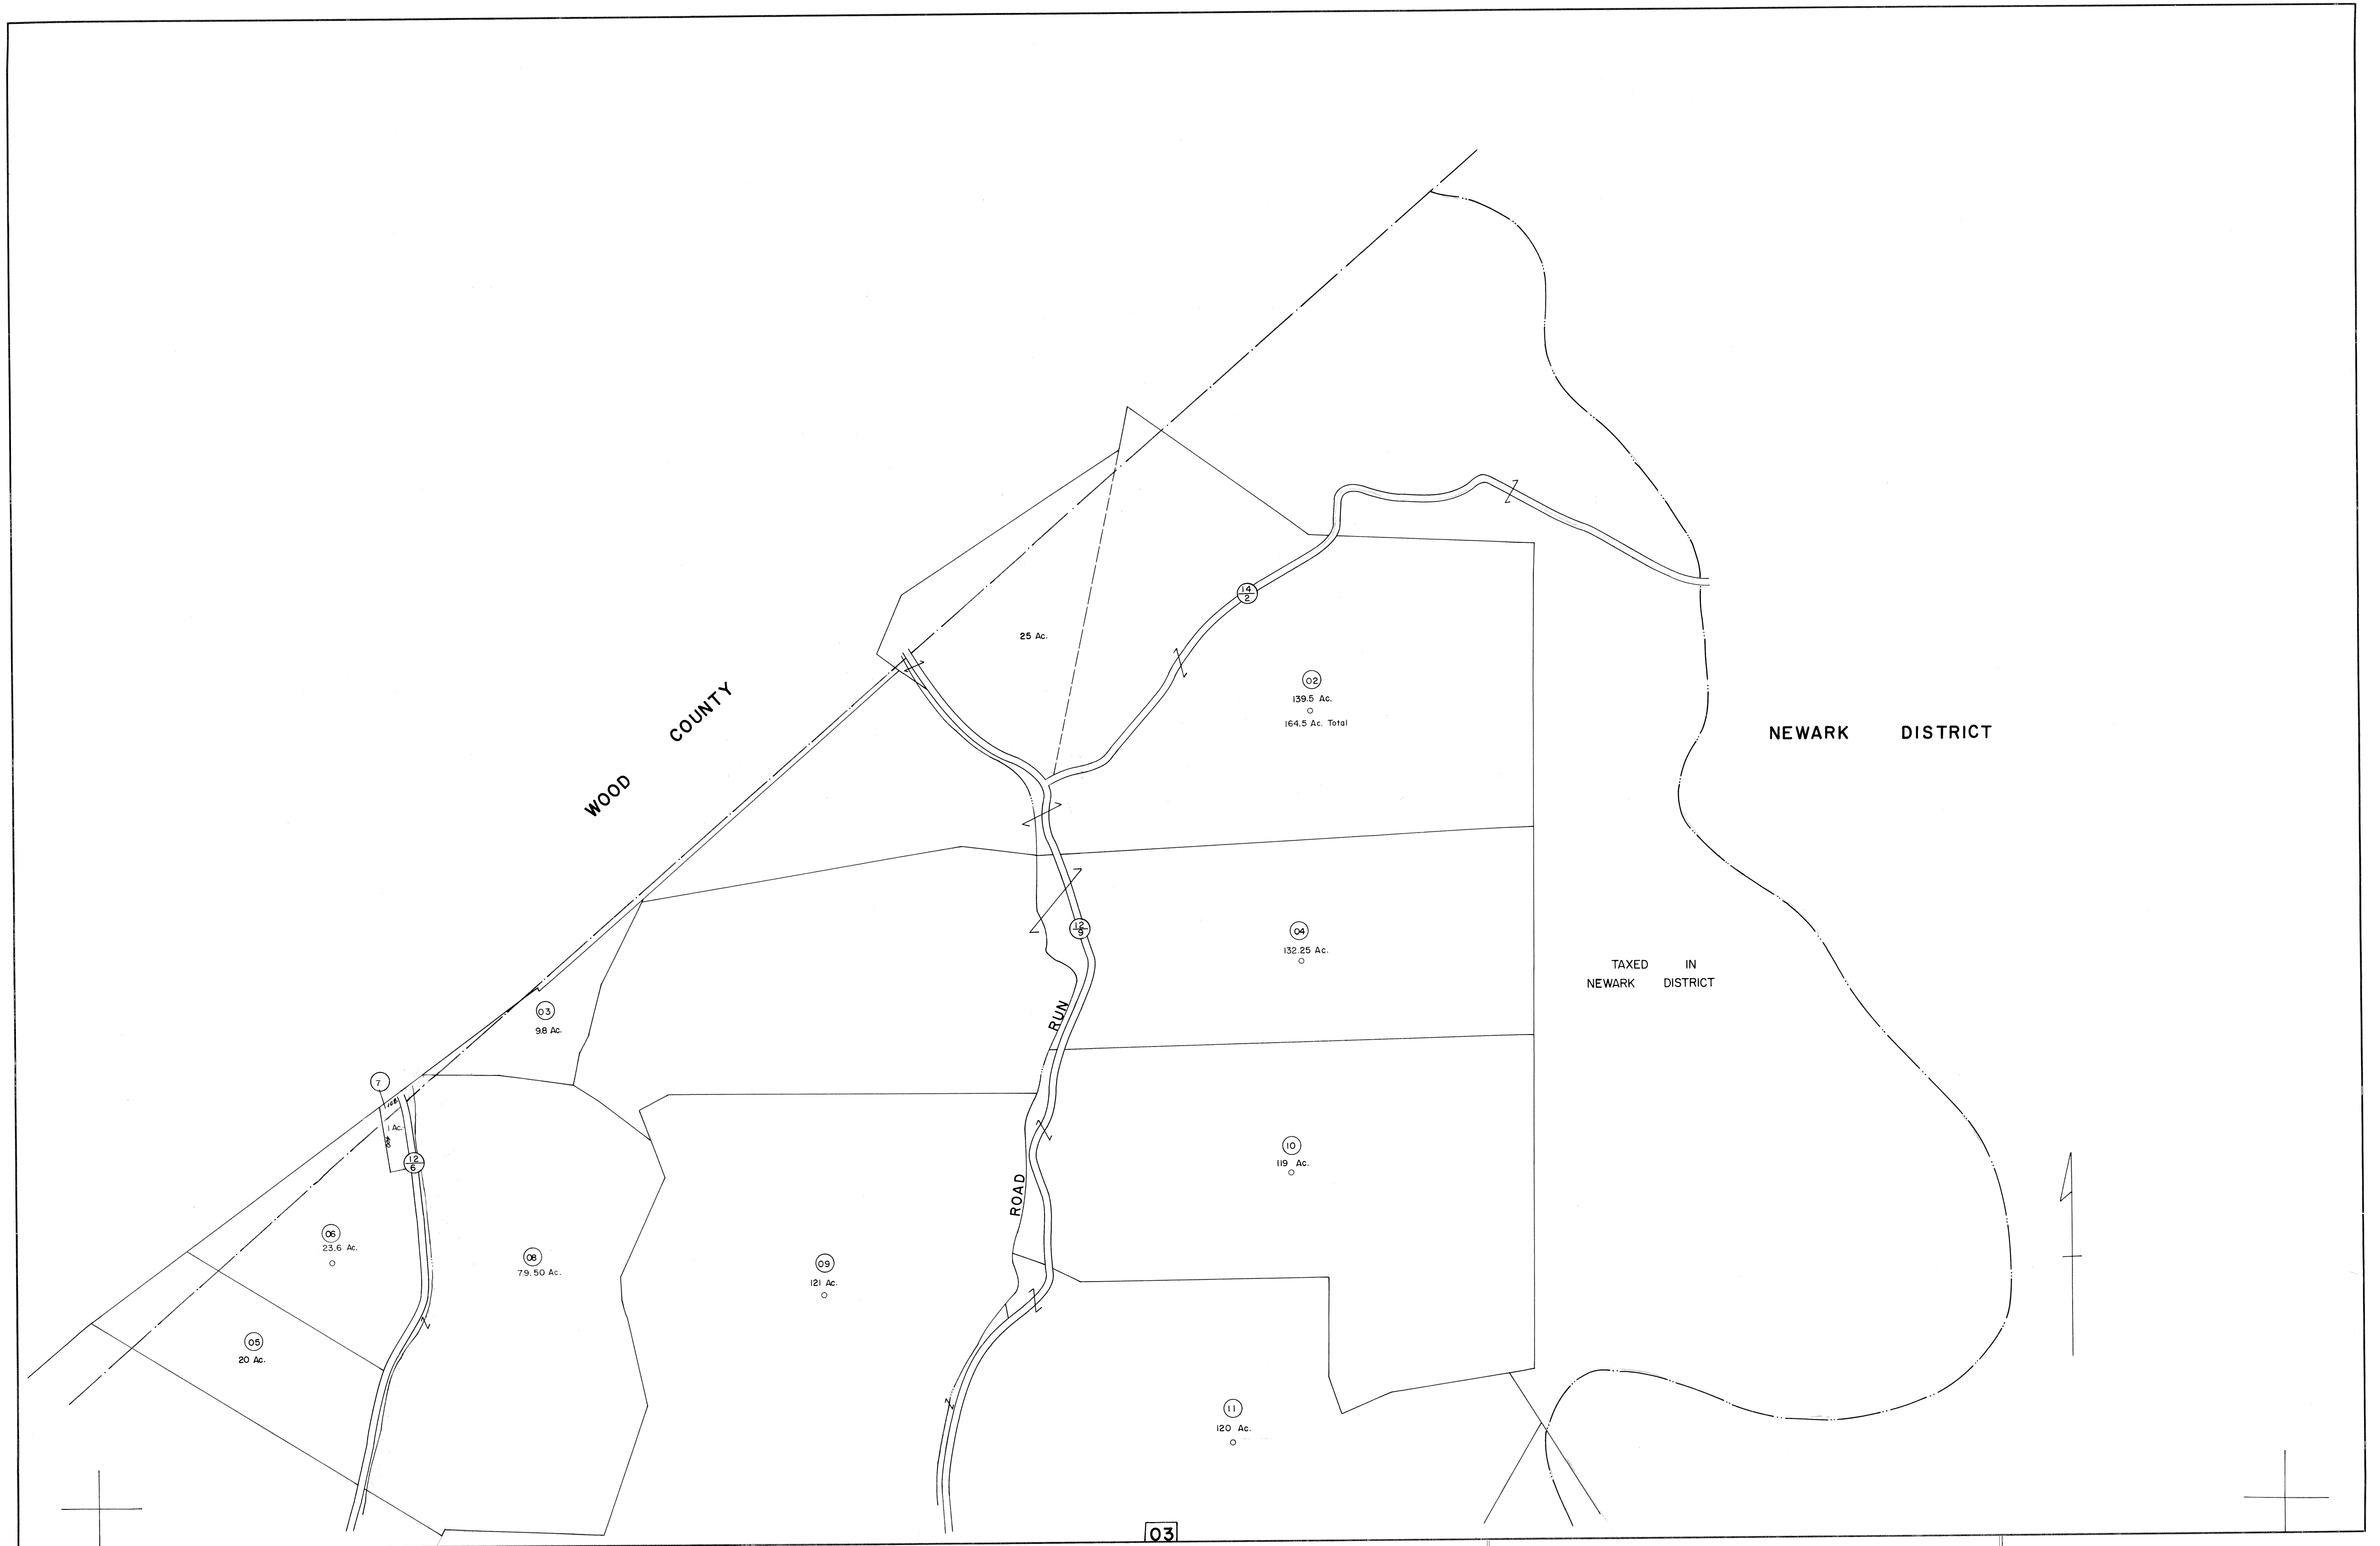 14
2
25 Ac.
02
139.5 Ac.
164.5 Ac. Total
WOOD COUNTY
NEWARK DISTRICT
12
9
04
132.25 Ac.
TAXED IN
NEWARK DISTRICT
03
9.8 Ac.
RUN
7
1 Ac.
12
6
10
119 Ac.
ROAD
06
23.6 Ac.
08
79.50 Ac.
09
121 Ac.
05
20 Ac.
11
120 Ac.
03